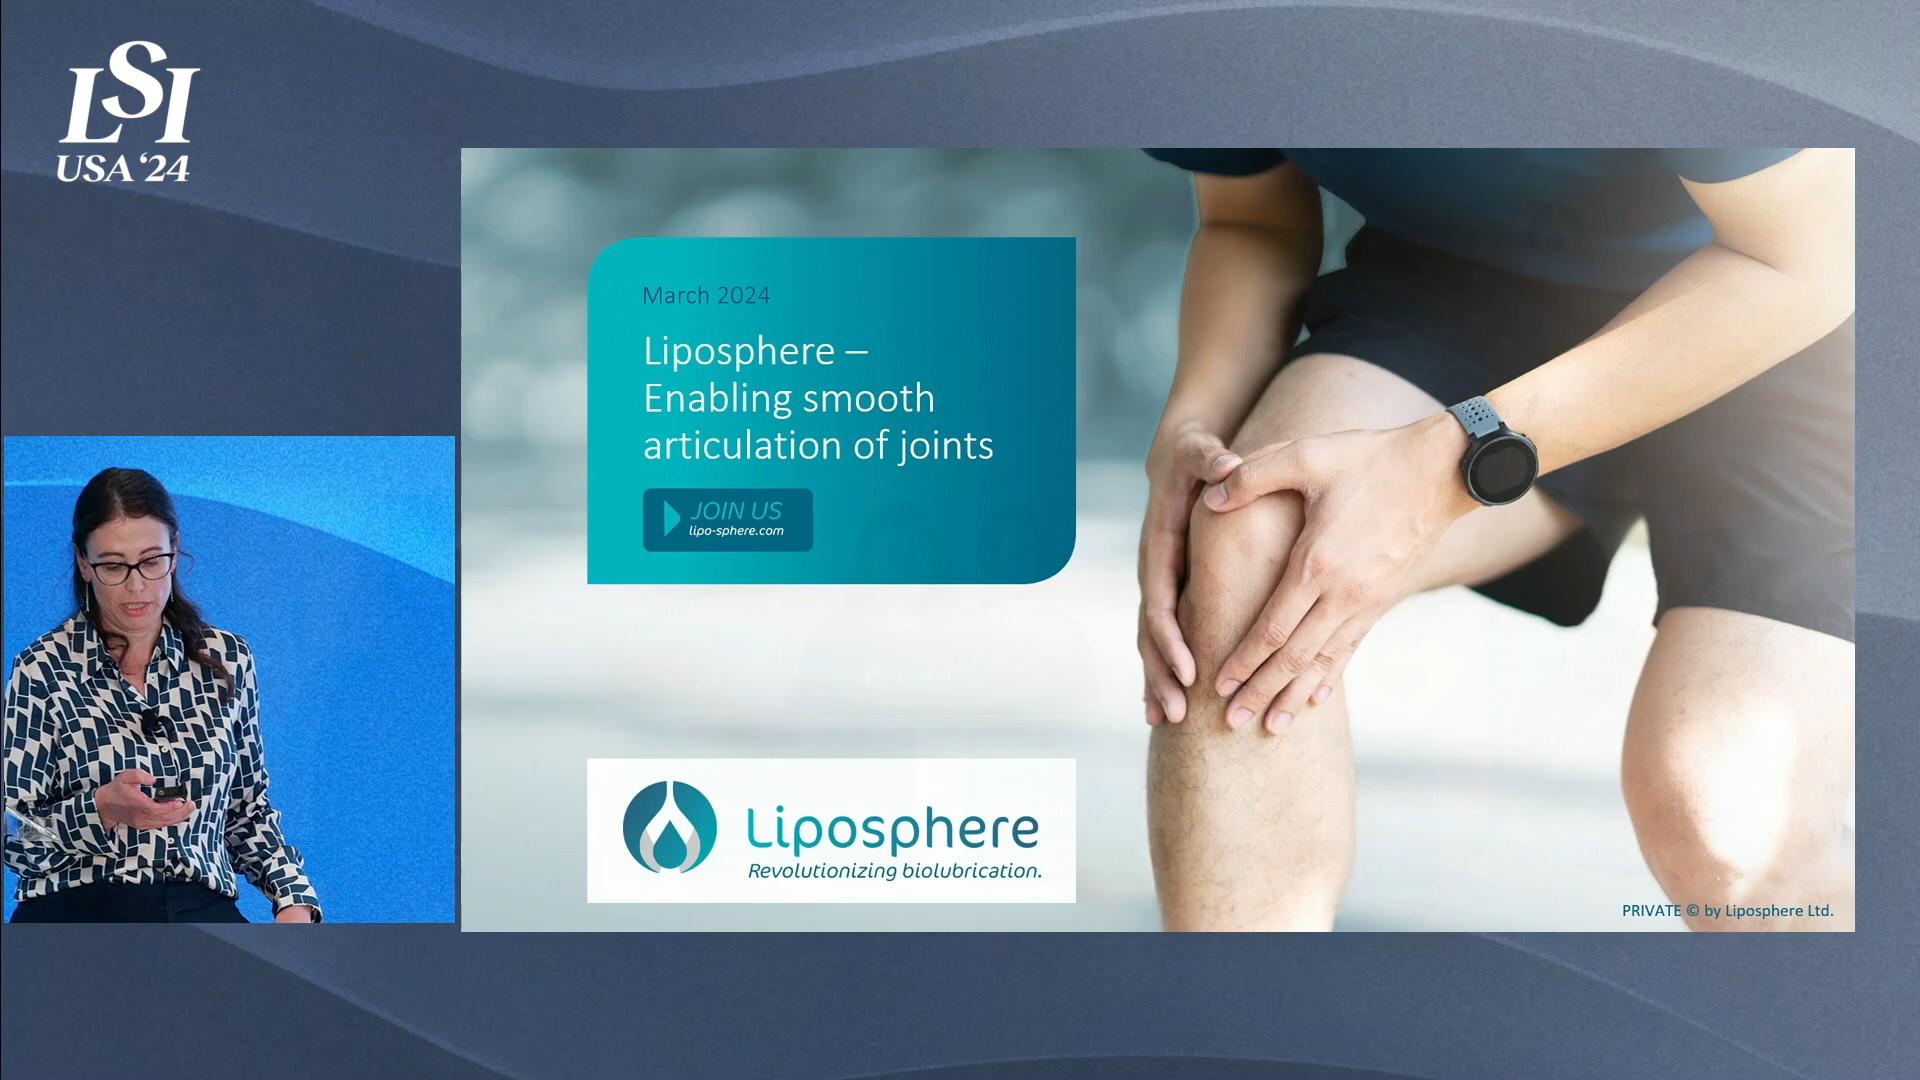 LSI
USA '24
March 2024
Liposphere –
Enabling smooth
articulation of joints
JOIN US
lipo-sphere.com
Liposphere
Revolutionizing biolubrication.
PRIVATE © by Liposphere Ltd.